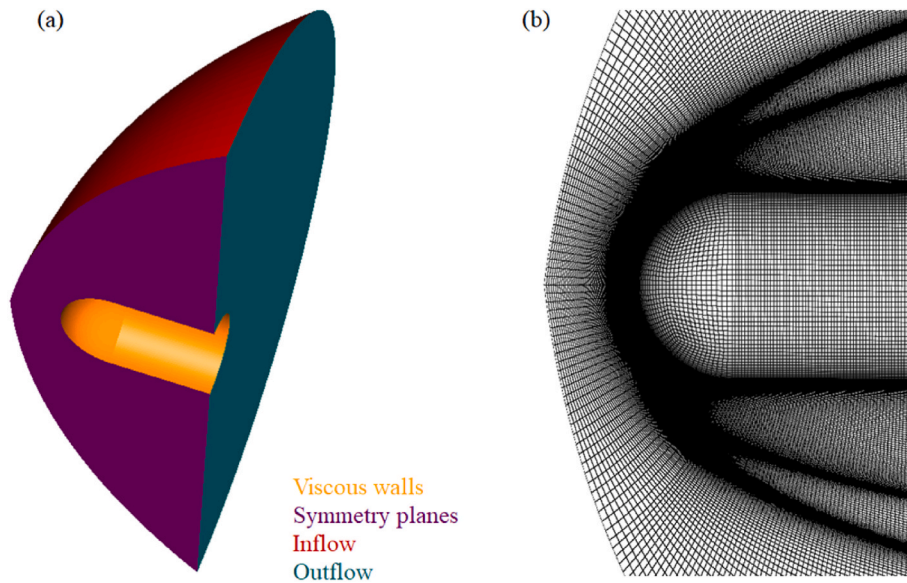 (a)
(b)
Viscous walls
Symmetry planes
Inflow
Outflow